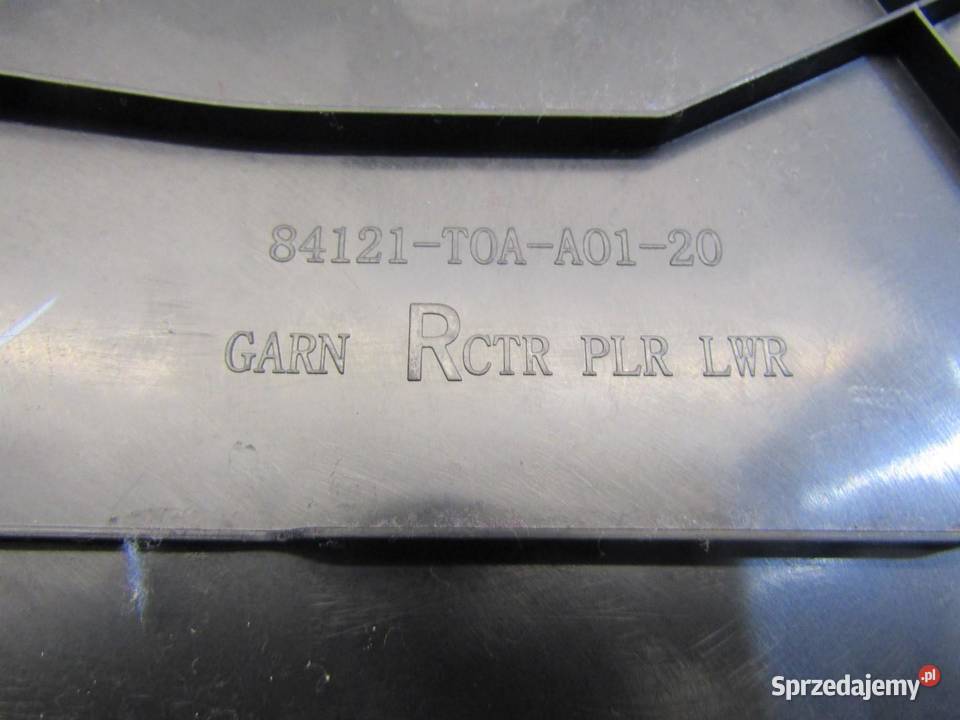 84121-T0A-A01-20
GARN RCTR PLR LWR
Sprzedajemy.pl